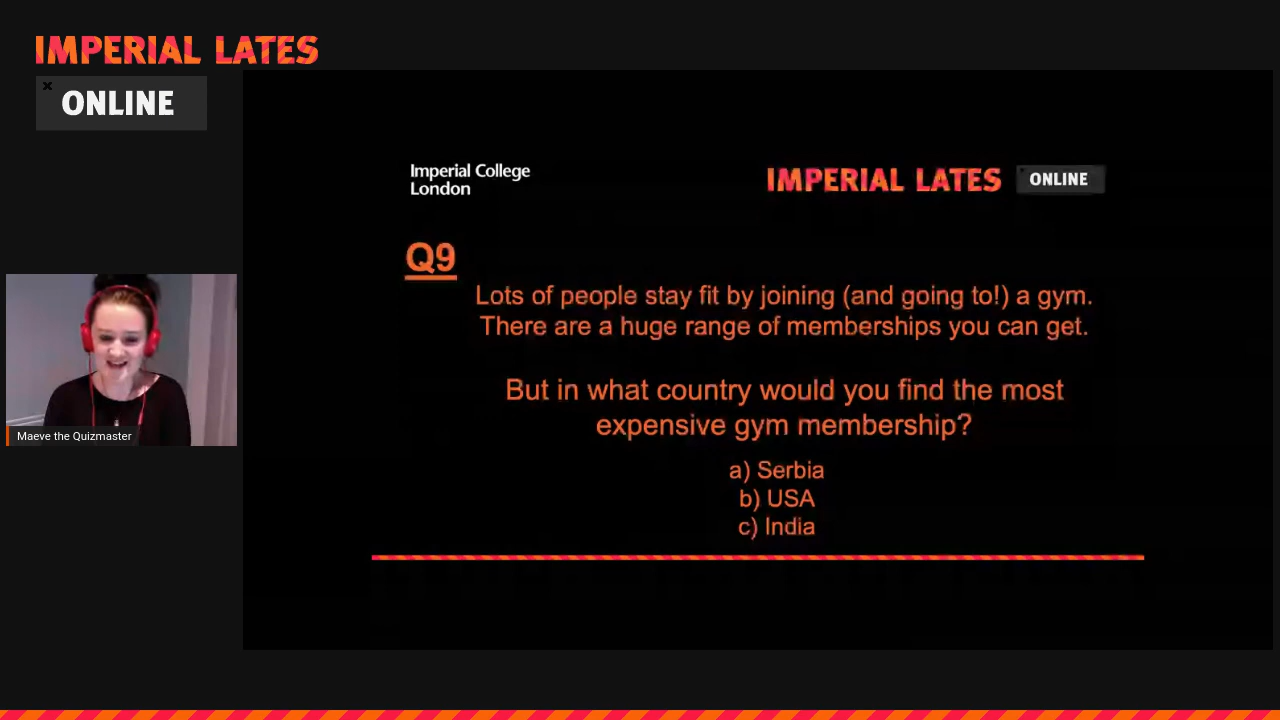 IMPERIAL LATES
ONLINE
Imperial College
London
IMPERIAL LATES ONLINE
Q9
Lots of people stay fit by joining (and going to!) a gym.
There are a huge range of memberships you can get.
But in what country would you find the most
expensive gym membership?
a) Serbia
b) USA
c) India
Maeve the Quizmaster